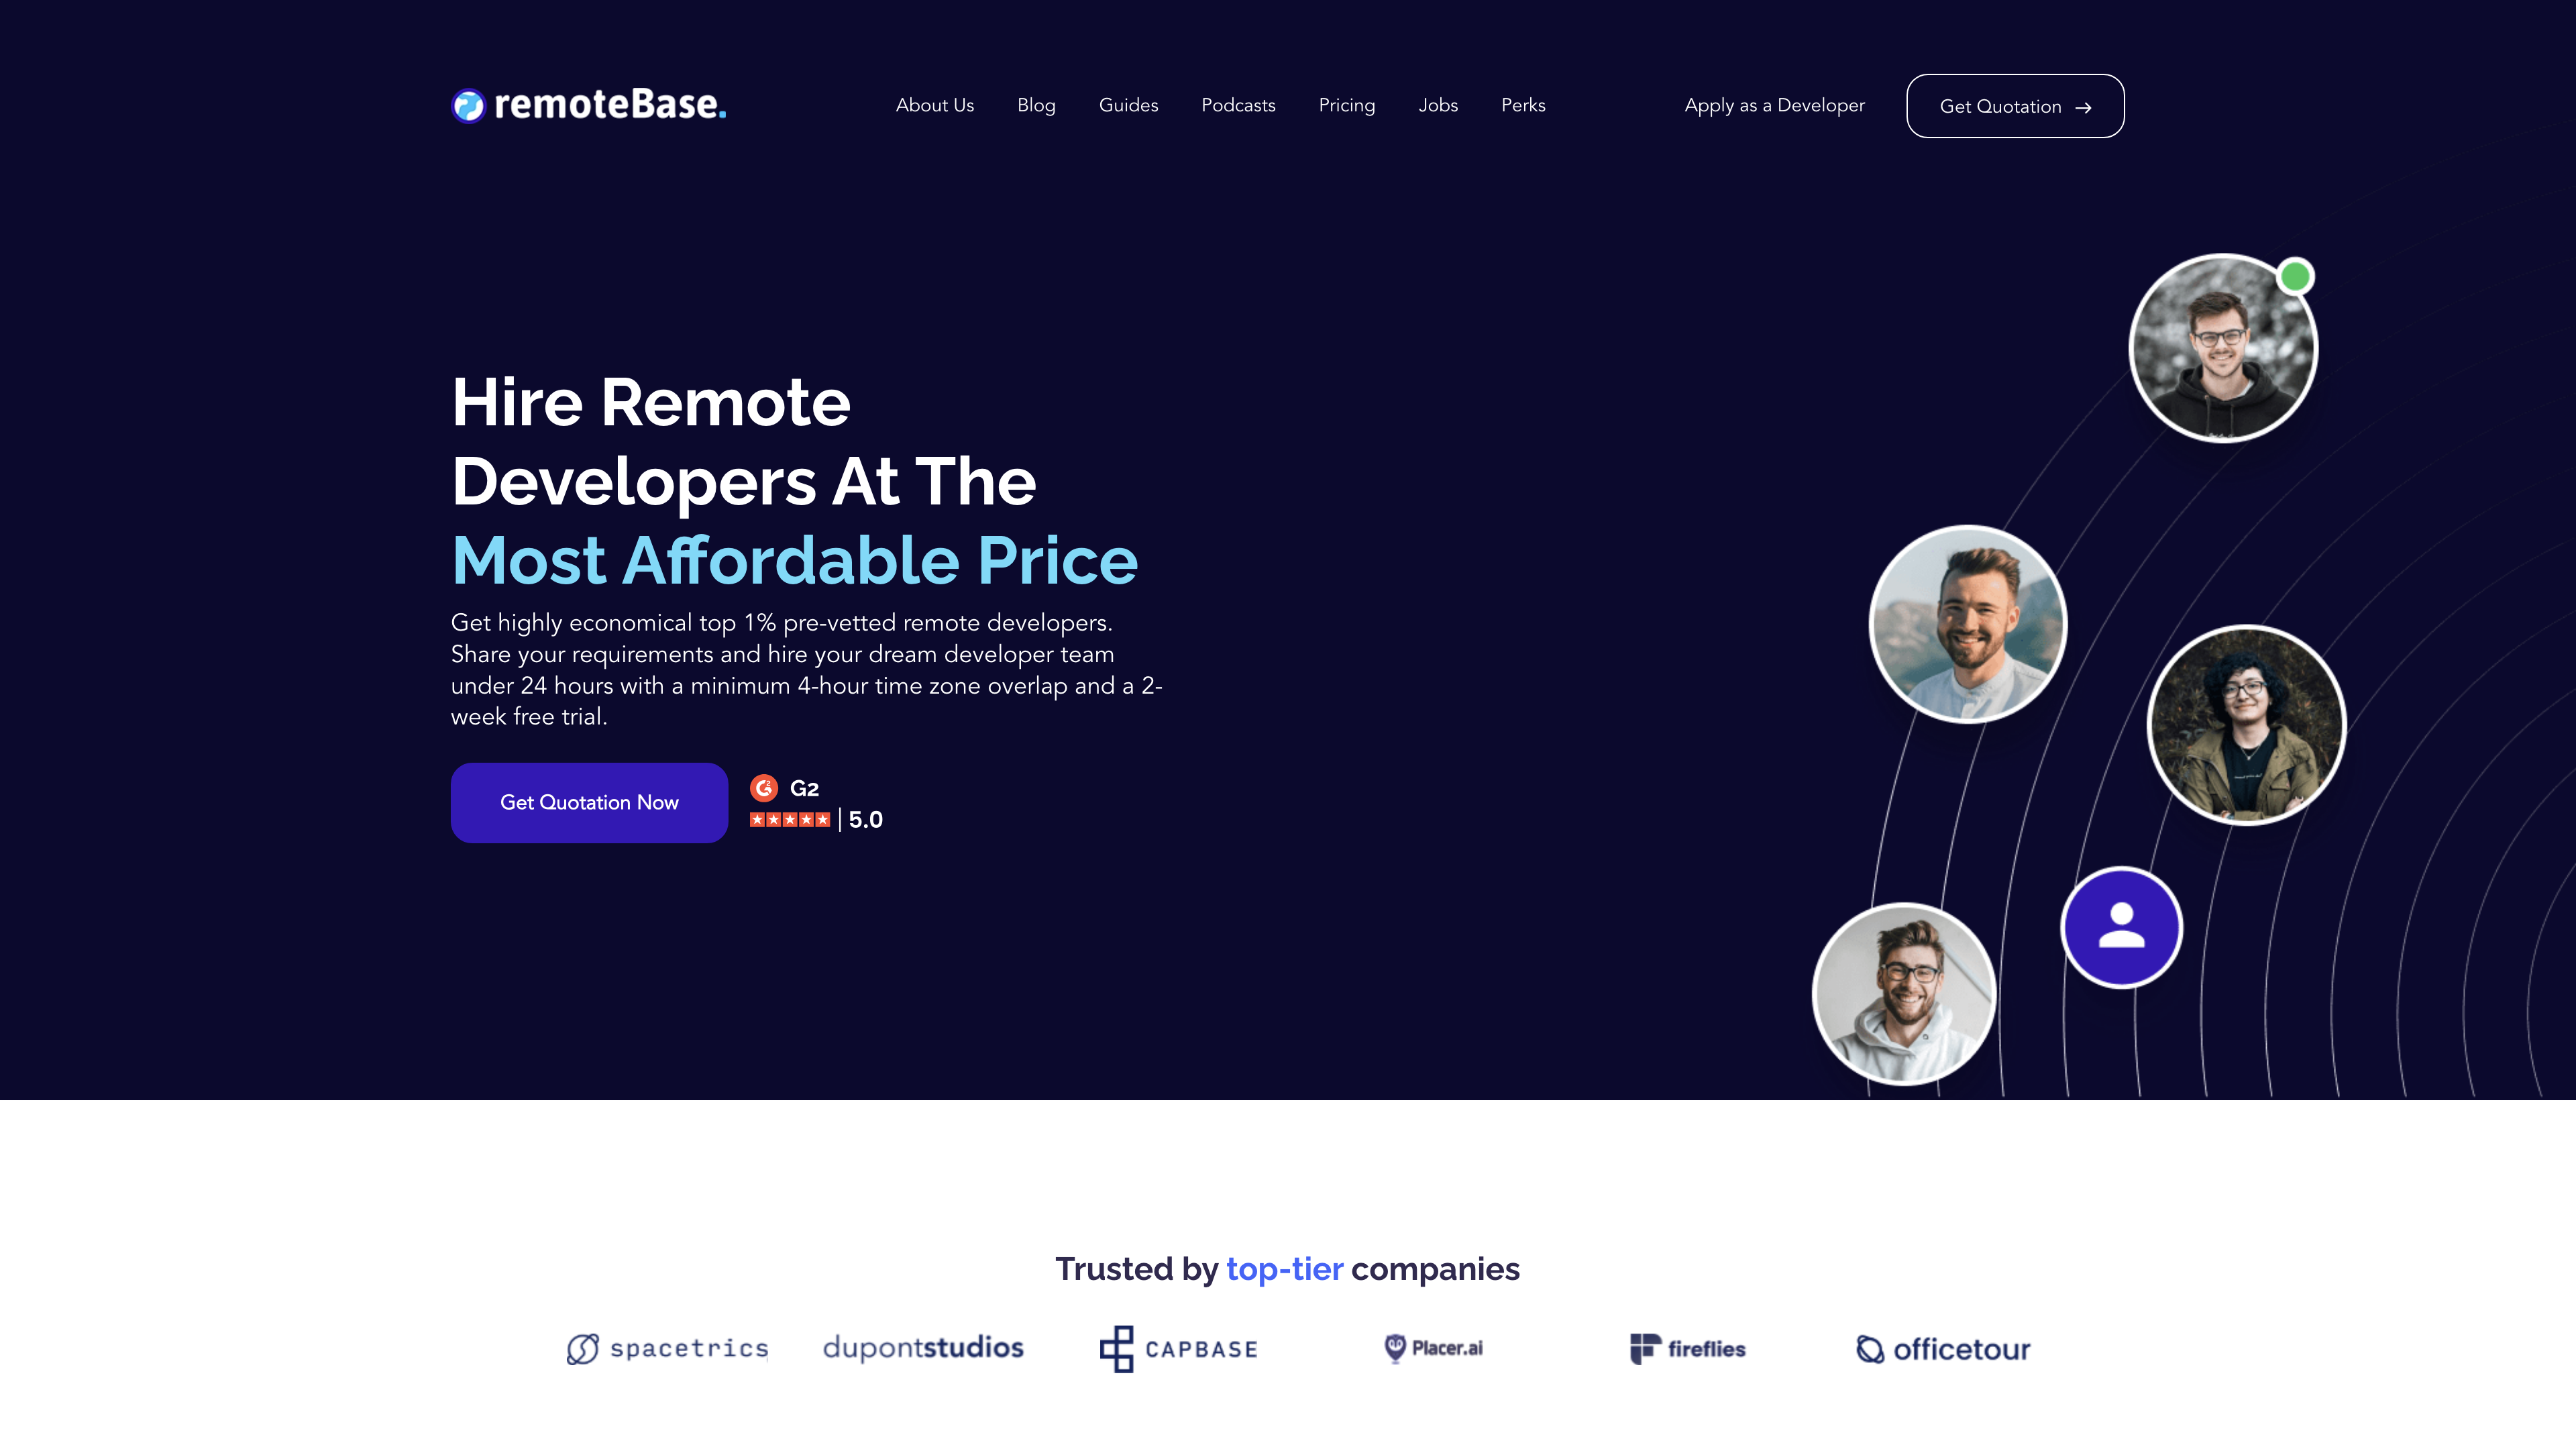 remoteBase.
About Us
Blog
Guides
Podcasts
Pricing
Jobs
Perks
Apply as a Developer
Get Quotation →
Hire Remote
Developers At The
Most Affordable Price
Get highly economical top 1% pre-vetted remote developers.
Share your requirements and hire your dream developer team
under 24 hours with a minimum 4-hour time zone overlap and a 2-
week free trial.
Get Quotation Now
G2
5.0
Trusted by top-tier companies
spacetrics
dupontstudios
CAPBASE
Placer.ai
fireflies
officetour